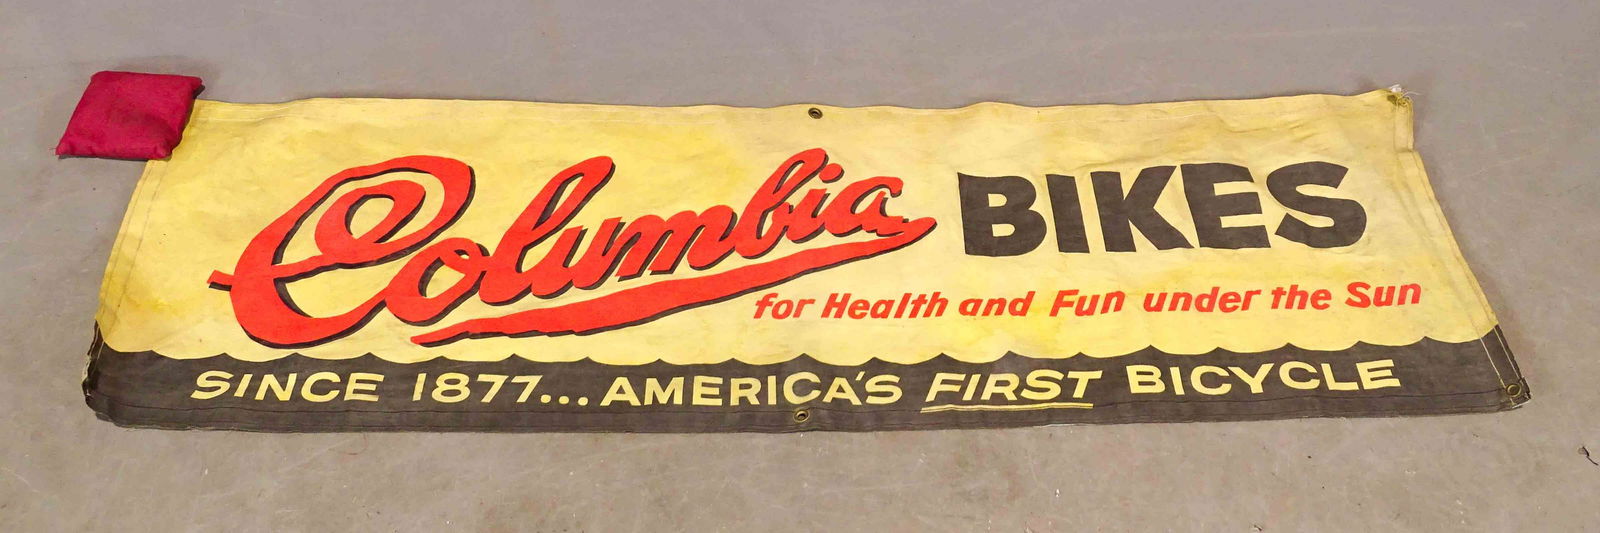 Columbia BIKES
for Health and Fun under the Sun
SINCE 1877...AMERICA'S FIRST BICYCLE